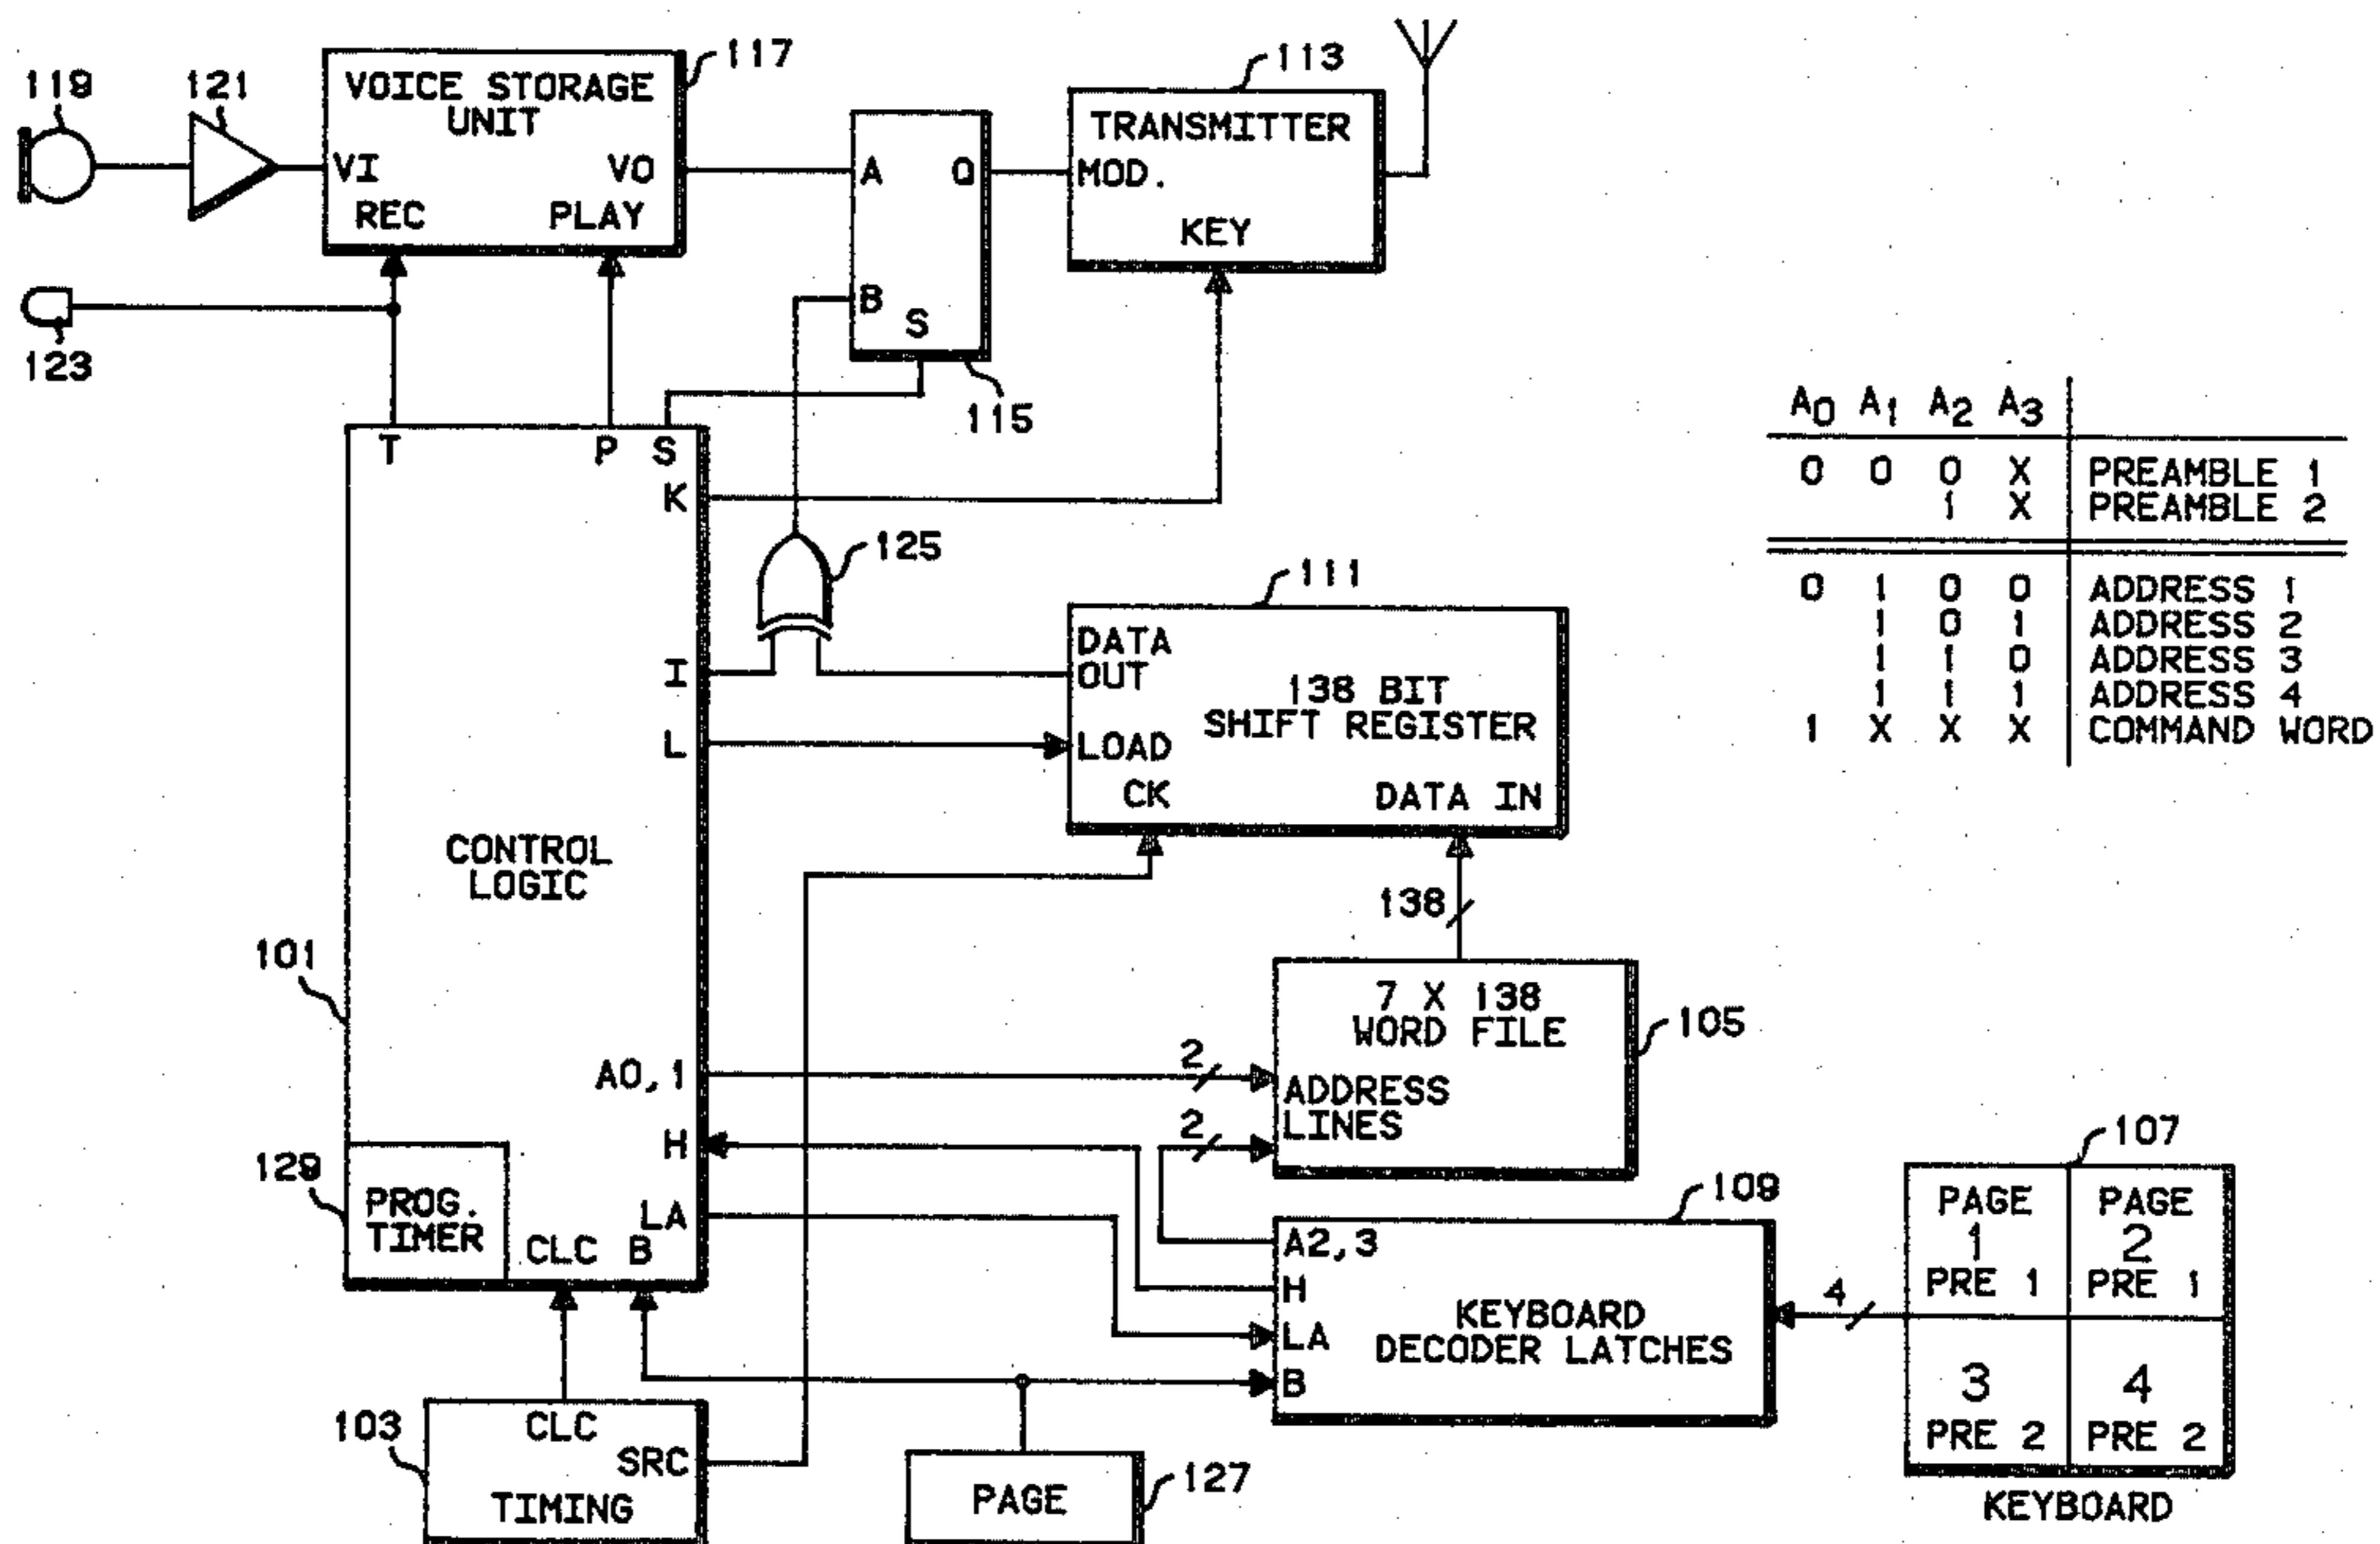 119
121
VOICE STORAGE
UNIT
117
VI
VO
REC
PLAY
123
A
Q
B
S
115
113
TRANSMITTER
MOD.
KEY
T
P
S
K
I
L
CONTROL
LOGIC
101
A0,1
H
LA
129
PROG.
TIMER
CLC
B
125
111
DATA
OUT
138 BIT
SHIFT REGISTER
LOAD
CK
DATA IN
138
7 X 138
WORD FILE
105
2
ADDRESS
LINES
2
109
A2,3
H
KEYBOARD
DECODER LATCHES
LA
B
4
107
PAGE
1
PRE 1
PAGE
2
PRE 1
3
PRE 2
4
PRE 2
KEYBOARD
103
CLC
SRC
TIMING
PAGE
127
A0 A1 A2 A3
0 0 0 X PREAMBLE 1
1 X PREAMBLE 2
0 1 0 0 ADDRESS 1
1 0 1 ADDRESS 2
1 1 0 ADDRESS 3
1 1 1 ADDRESS 4
1 X X X COMMAND WORD